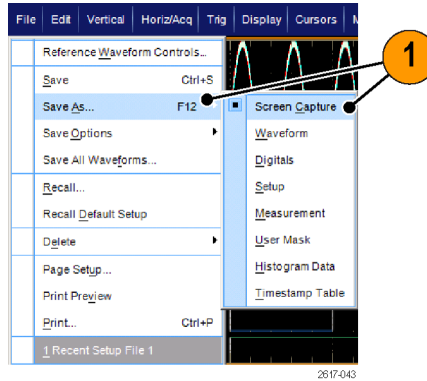 File Edit Vertical Horiz/Acq Trig Display Cursors
Reference Waveform Controls...
Save Ctrl+S
Save As... F12
Save Options
Save All Waveforms...
Recall...
Recall Default Setup
Delete
Page Setup...
Print Preview
Print... Ctrl+P
1 Recent Setup File 1
Screen Capture
Waveform
Digitals
Setup
Measurement
User Mask
Histogram Data
Timestamp Table
1
2617-043